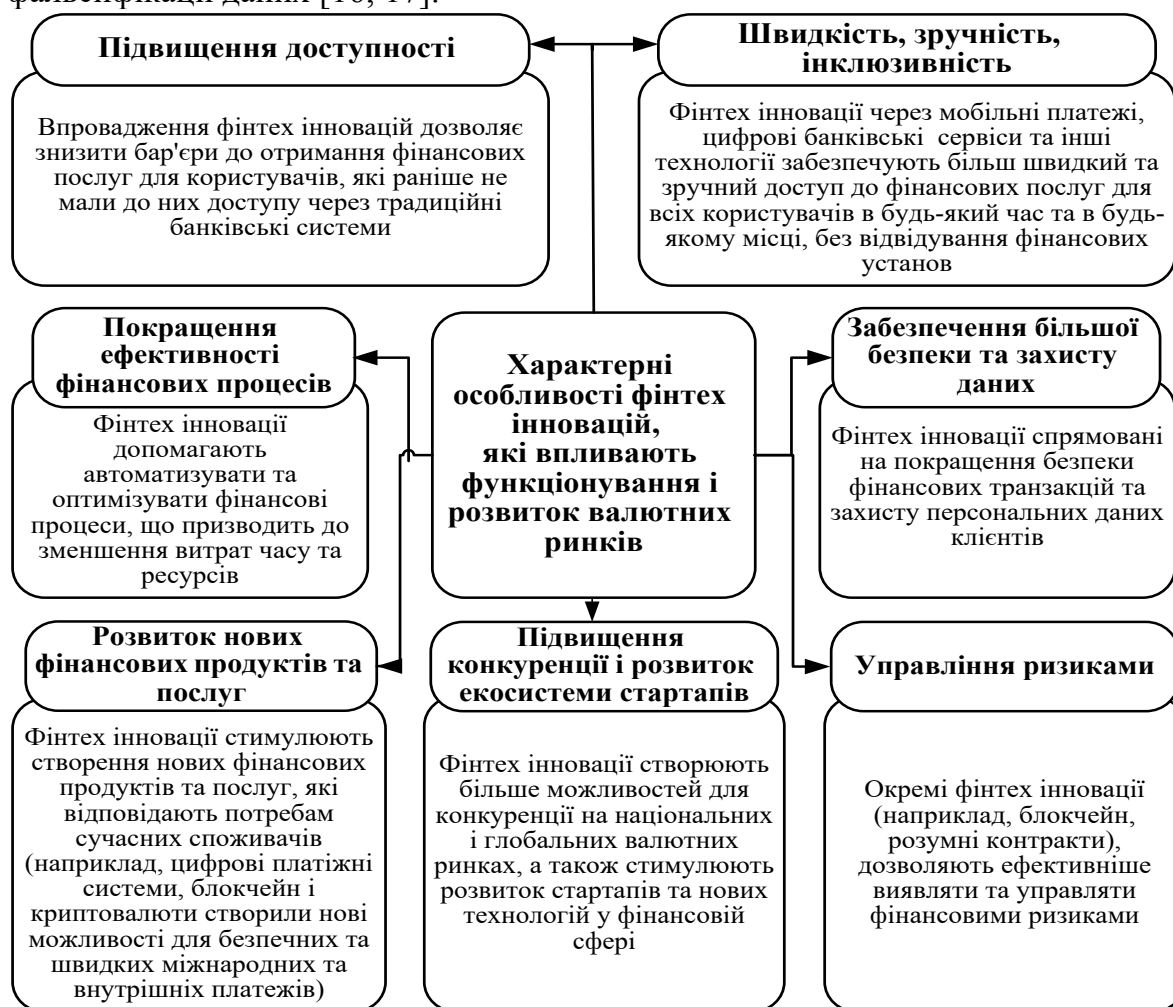 фальсифікації даних [16, 17].
Підвищення доступності
Впровадження фінтех інновацій дозволяє
знизити бар'єри до отримання фінансових
послуг для користувачів, які раніше не
мали до них доступу через традиційні
банківські системи
Швидкість, зручність,
інклюзивність
Фінтех інновації через мобільні платежі,
цифрові банківські сервіси та інші
технології забезпечують більш швидкий та
зручний доступ до фінансових послуг для
всіх користувачів в будь-який час та в будь-
якому місці, без відвідування фінансових
установ
Покращення
ефективності
фінансових процесів
Фінтех інновації
допомагають
автоматизувати та
оптимізувати фінансові
процеси, що призводить до
зменшення витрат часу та
ресурсів
Характерні
особливості фінтех
інновацій,
які впливають
функціонування і
розвиток валютних
ринків
Забезпечення більшої
безпеки та захисту
даних
Фінтех інновації спрямовані
на покращення безпеки
фінансових транзакцій та
захисту персональних даних
клієнтів
Розвиток нових
фінансових продуктів та
послуг
Фінтех інновації стимулюють
створення нових фінансових
продуктів та послуг, які
відповідають потребам
сучасних споживачів
(наприклад, цифрові платіжні
системи, блокчейн і
криптовалюти створили нові
можливості для безпечних та
швидких міжнародних та
внутрішніх платежів)
Підвищення
конкуренції і розвиток
екосистеми стартапів
Фінтех інновації створюють
більше можливостей для
конкуренції на національних
і глобальних валютних
ринках, а також стимулюють
розвиток стартапів та нових
технологій у фінансовій
сфері
Управління ризиками
Окремі фінтех інновації
(наприклад, блокчейн,
розумні контракти),
дозволяють ефективніше
виявляти та управляти
фінансовими ризиками